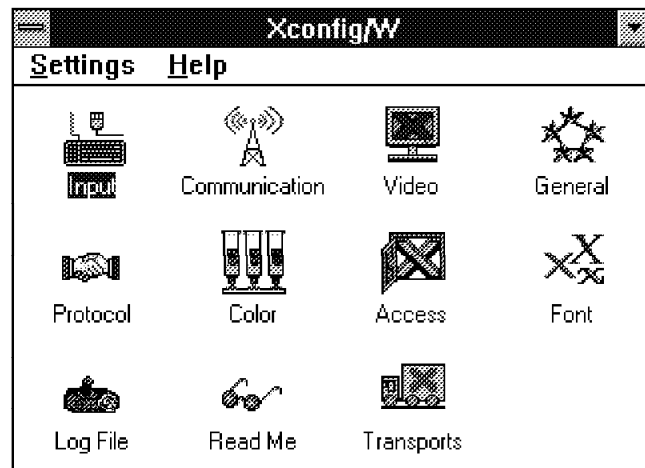 Xconfig/W
Settings Help
Input Communication Video General
Protocol Color Access Font
Log File Read Me Transports